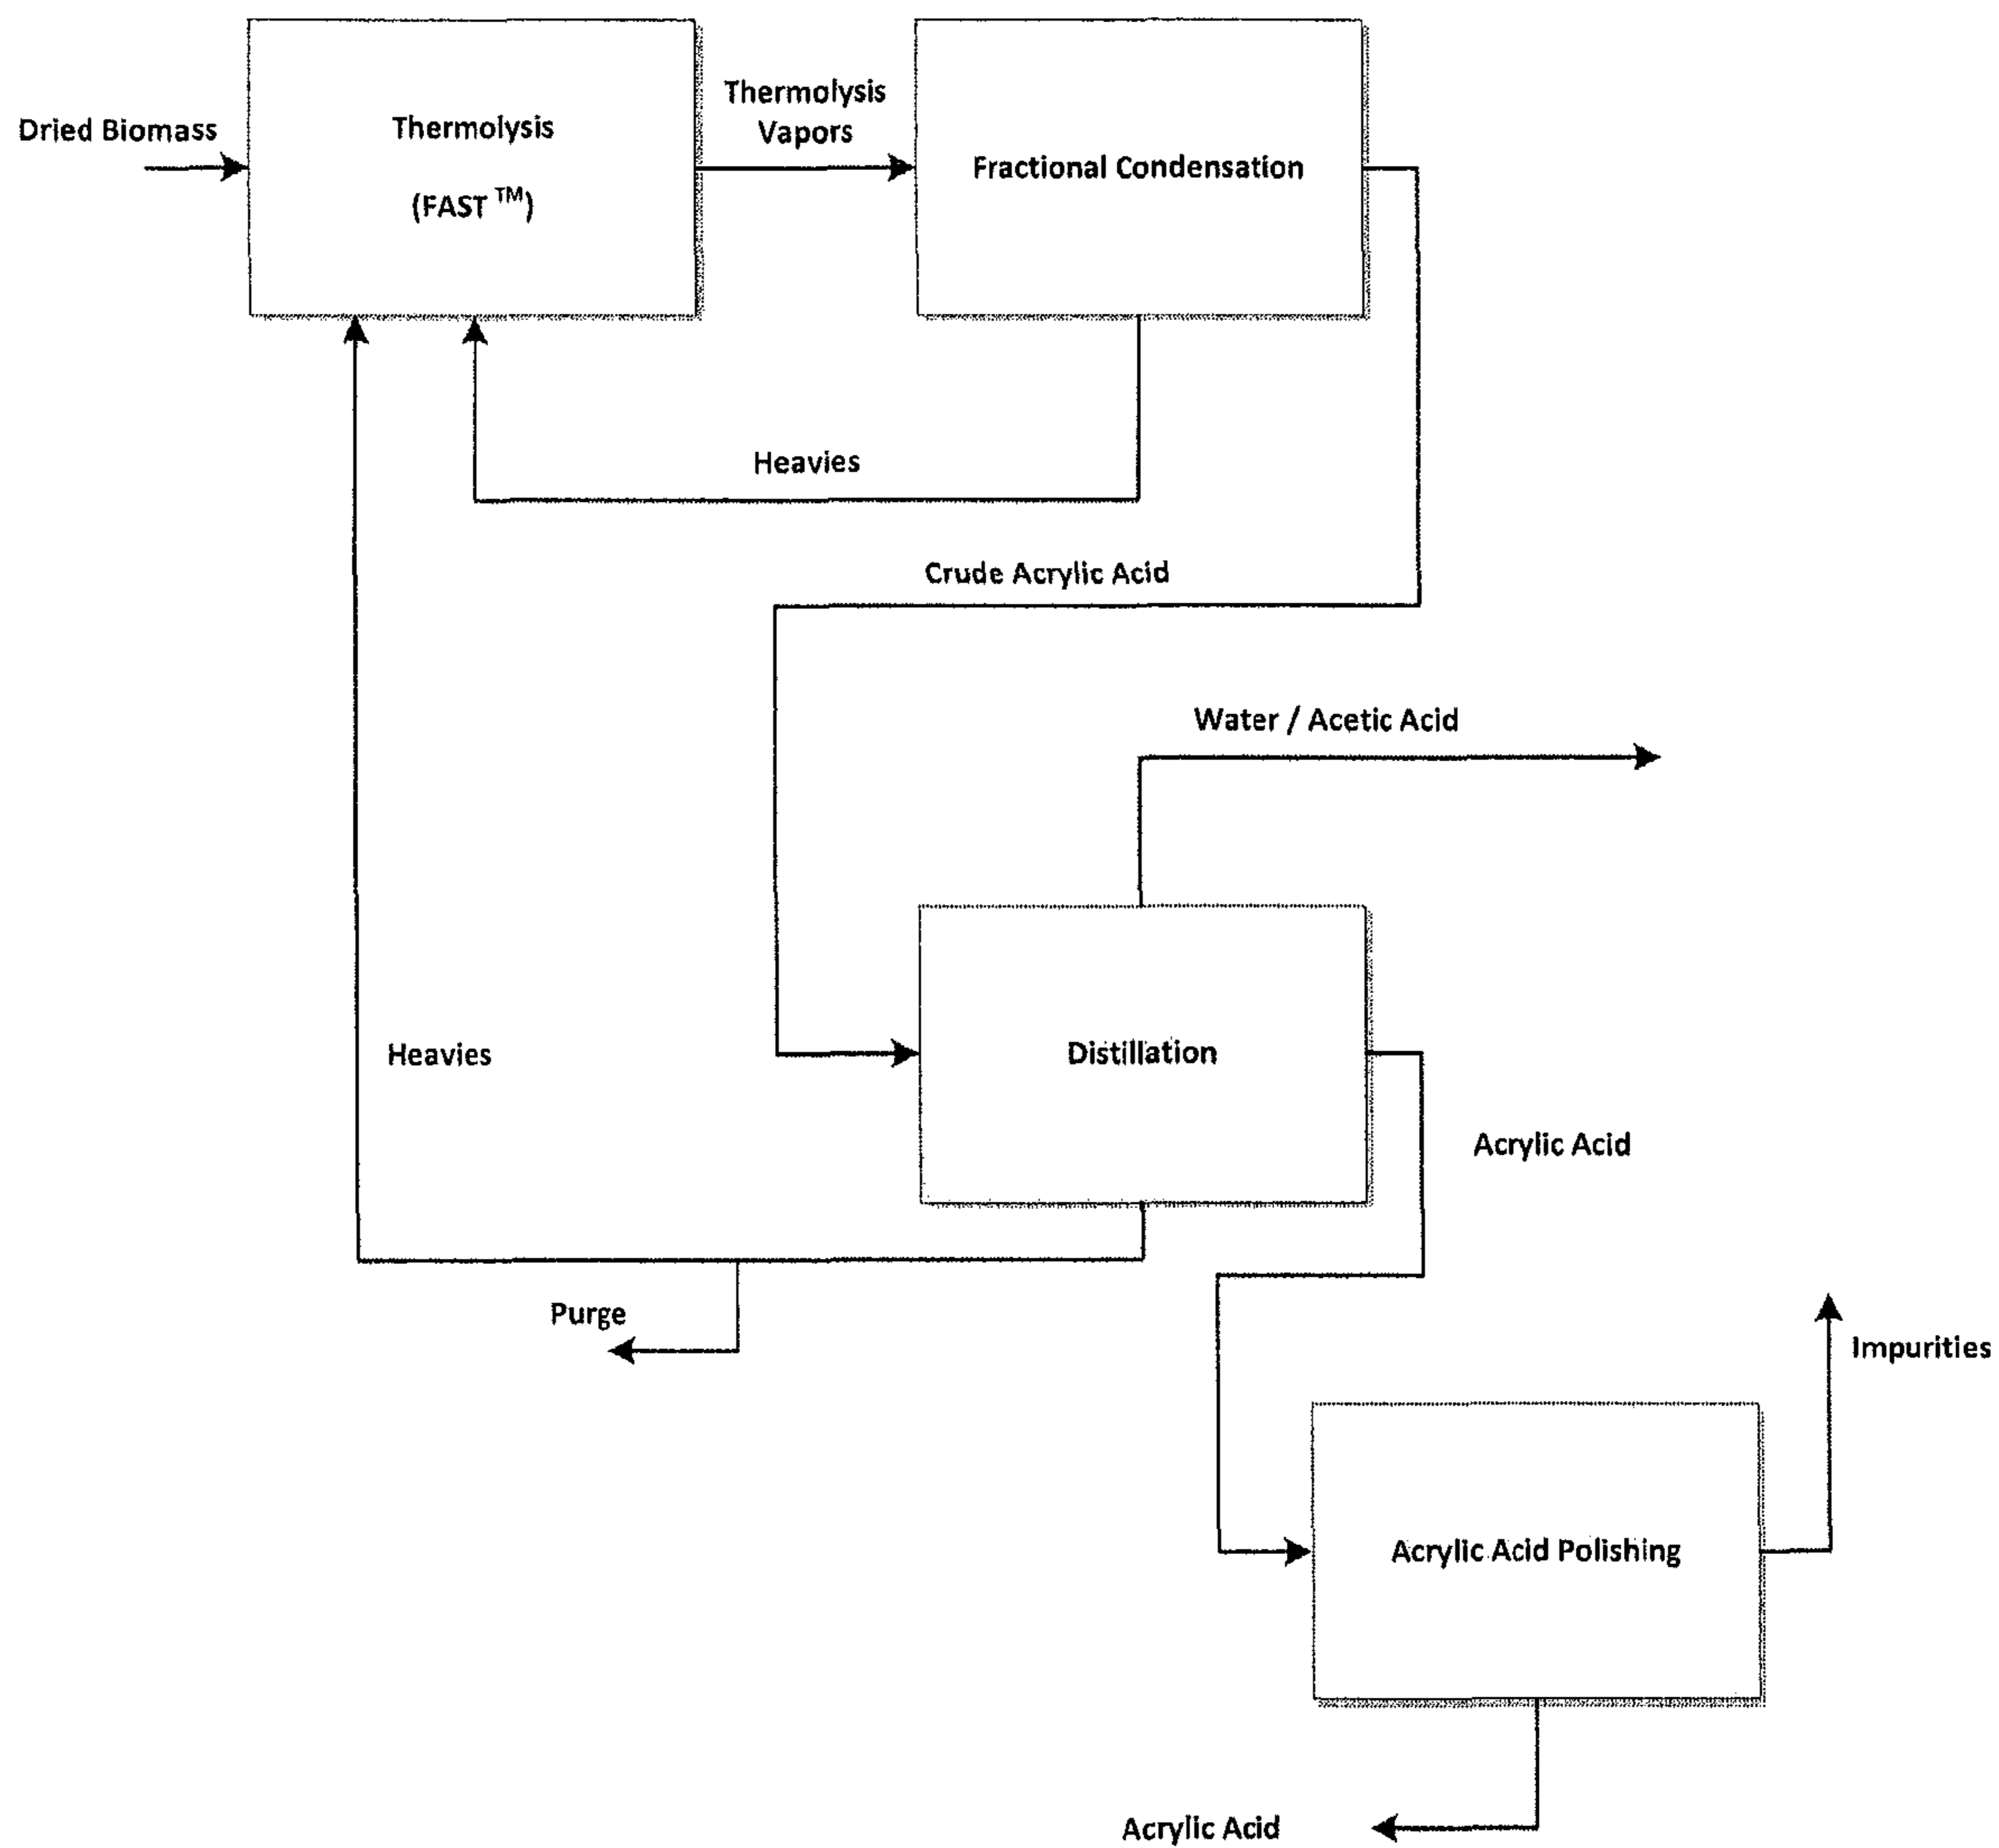 Dried Biomass
Thermolysis
(FAST ™)
Thermolysis
Vapors
Fractional Condensation
Heavies
Crude Acrylic Acid
Water / Acetic Acid
Distillation
Heavies
Acrylic Acid
Purge
Impurities
Acrylic Acid Polishing
Acrylic Acid